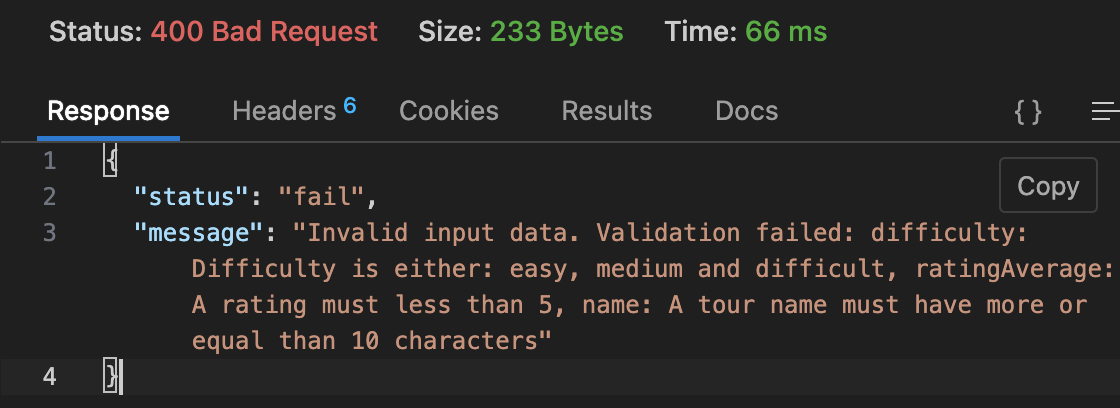 Status: 400 Bad Request Size: 233 Bytes Time: 66 ms
Response Headers 6 Cookies Results Docs {}
1 {
Copy
2 "status": "fail",
3 "message": "Invalid input data. Validation failed: difficulty:
Difficulty is either: easy, medium and difficult, ratingAverage:
A rating must less than 5, name: A tour name must have more or
equal than 10 characters"
4 }